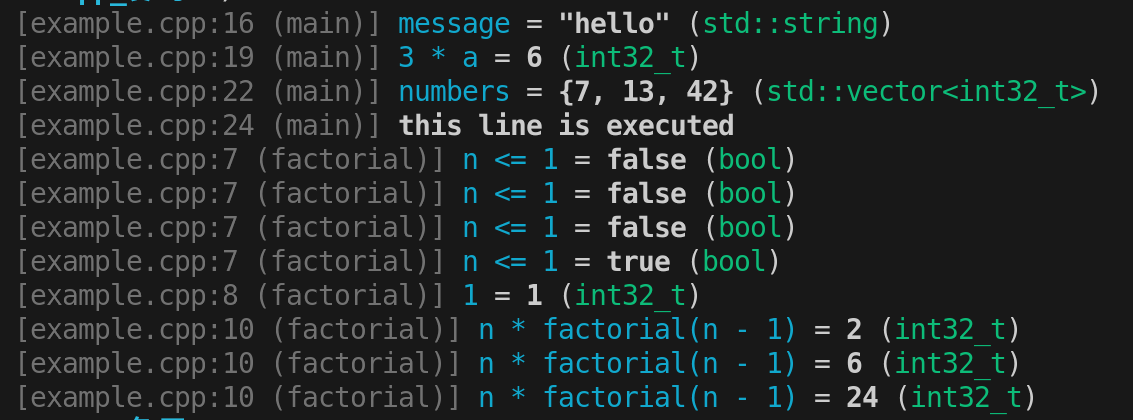 [example.cpp:16 (main)] message = "hello" (std::string)
[example.cpp:19 (main)] 3 * a = 6 (int32_t)
[example.cpp:22 (main)] numbers = {7, 13, 42} (std::vector<int32_t>)
[example.cpp:24 (main)] this line is executed
[example.cpp:7 (factorial)] n <= 1 = false (bool)
[example.cpp:7 (factorial)] n <= 1 = false (bool)
[example.cpp:7 (factorial)] n <= 1 = false (bool)
[example.cpp:7 (factorial)] n <= 1 = true (bool)
[example.cpp:8 (factorial)] 1 = 1 (int32_t)
[example.cpp:10 (factorial)] n * factorial(n - 1) = 2 (int32_t)
[example.cpp:10 (factorial)] n * factorial(n - 1) = 6 (int32_t)
[example.cpp:10 (factorial)] n * factorial(n - 1) = 24 (int32_t)